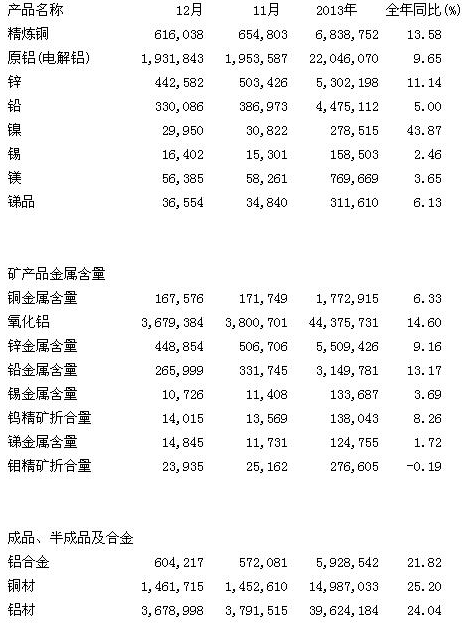 产品名称 12月 11月 2013年 全年同比(%)
精炼铜 616,038 654,803 6,838,752 13.58
原铝(电解铝) 1,931,843 1,953,587 22,046,070 9.65
锌 442,582 503,426 5,302,198 11.14
铅 330,086 386,973 4,475,112 5.00
镍 29,950 30,822 278,515 43.87
锡 16,402 15,301 158,503 2.46
镁 56,385 58,261 769,669 3.65
锑品 36,554 34,840 311,610 6.13
矿产品金属含量
铜金属含量 167,576 171,749 1,772,915 6.33
氧化铝 3,679,384 3,800,701 44,375,731 14.60
锌金属含量 448,854 506,706 5,509,426 9.16
铅金属含量 265,999 331,745 3,149,781 13.17
锡金属含量 10,726 11,408 133,687 3.69
钨精矿折合量 14,015 13,569 138,043 8.26
锑金属含量 14,845 11,731 124,755 1.72
钼精矿折合量 23,935 25,162 276,605 -0.19
成品、半成品及合金
铝合金 604,217 572,081 5,928,542 21.82
铜材 1,461,715 1,452,610 14,987,033 25.20
铝材 3,678,998 3,791,515 39,624,184 24.04